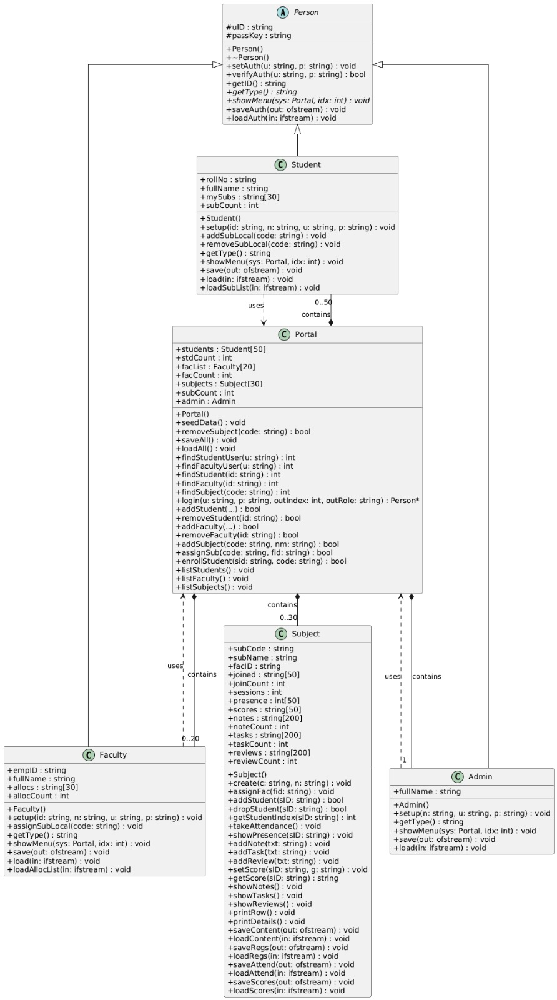 A Person
#uID : string
#passKey : string
+Person()
+~Person()
+setAuth(u: string, p: string) : void
+verifyAuth(u: string, p: string) : bool
+getID() : string
+getType() : string
+showMenu(sys: Portal, idx: int) : void
+saveAuth(out: ofstream) : void
+loadAuth(in: ifstream) : void
C Student
+rollNo : string
+fullName : string
+mySubs : string[30]
+subCount : int
+Student()
+setup(id: string, n: string, u: string, p: string) : void
+addSubLocal(code: string) : void
+removeSubLocal(code: string) : void
+getType() : string
+showMenu(sys: Portal, idx: int) : void
+save(out: ofstream) : void
+load(in: ifstream) : void
+loadSubList(in: ifstream) : void
uses
0..50
contains
C Portal
+students : Student[50]
+stdCount : int
+facList : Faculty[20]
+facCount : int
+subjects : Subject[30]
+subCount : int
+admin : Admin
+Portal()
+seedData() : void
+removeSubject(code: string) : bool
+saveAll() : void
+loadAll() : void
+findStudentUser(u: string) : int
+findFacultyUser(u: string) : int
+findStudent(id: string) : int
+findFaculty(id: string) : int
+findSubject(code: string) : int
+login(u: string, p: string, outIndex: int, outRole: string) : Person*
+addStudent(...) : bool
+removeStudent(id: string) : bool
+addFaculty(...) : bool
+removeFaculty(id: string) : bool
+addSubject(code: string, nm: string) : bool
+assignSub(code: string, fid: string) : bool
+enrollStudent(sid: string, code: string) : bool
+listStudents() : void
+listFaculty() : void
+listSubjects() : void
contains
0..30
uses
contains
0..20
uses
contains
1
C Subject
+subCode : string
+subName : string
+facID : string
+joined : string[50]
+joinCount : int
+sessions : int
+presence : int[50]
+scores : string[50]
+notes : string[200]
+noteCount : int
+tasks : string[200]
+taskCount : int
+reviews : string[200]
+reviewCount : int
+Subject()
+create(c: string, n: string) : void
+assignFac(fid: string) : void
+addStudent(sID: string) : bool
+dropStudent(sID: string) : bool
+getStudentIndex(sID: string) : int
+takeAttendance() : void
+showPresence(sID: string) : void
+addNote(txt: string) : void
+addTask(txt: string) : void
+addReview(txt: string) : void
+setScore(sID: string, g: string) : void
+getScore(sID: string) : string
+showNotes() : void
+showTasks() : void
+showReviews() : void
+printRow() : void
+printDetails() : void
+saveContent(out: ofstream) : void
+loadContent(in: ifstream) : void
+saveRegs(out: ofstream) : void
+loadRegs(in: ifstream) : void
+saveAttend(out: ofstream) : void
+loadAttend(in: ifstream) : void
+saveScores(out: ofstream) : void
+loadScores(in: ifstream) : void
C Faculty
+empID : string
+fullName : string
+allocs : string[30]
+allocCount : int
+Faculty()
+setup(id: string, n: string, u: string, p: string) : void
+assignSubLocal(code: string) : void
+getType() : string
+showMenu(sys: Portal, idx: int) : void
+save(out: ofstream) : void
+load(in: ifstream) : void
+loadAllocList(in: ifstream) : void
C Admin
+fullName : string
+Admin()
+setup(n: string, u: string, p: string) : void
+getType() : string
+showMenu(sys: Portal, idx: int) : void
+save(out: ofstream) : void
+load(in: ifstream) : void